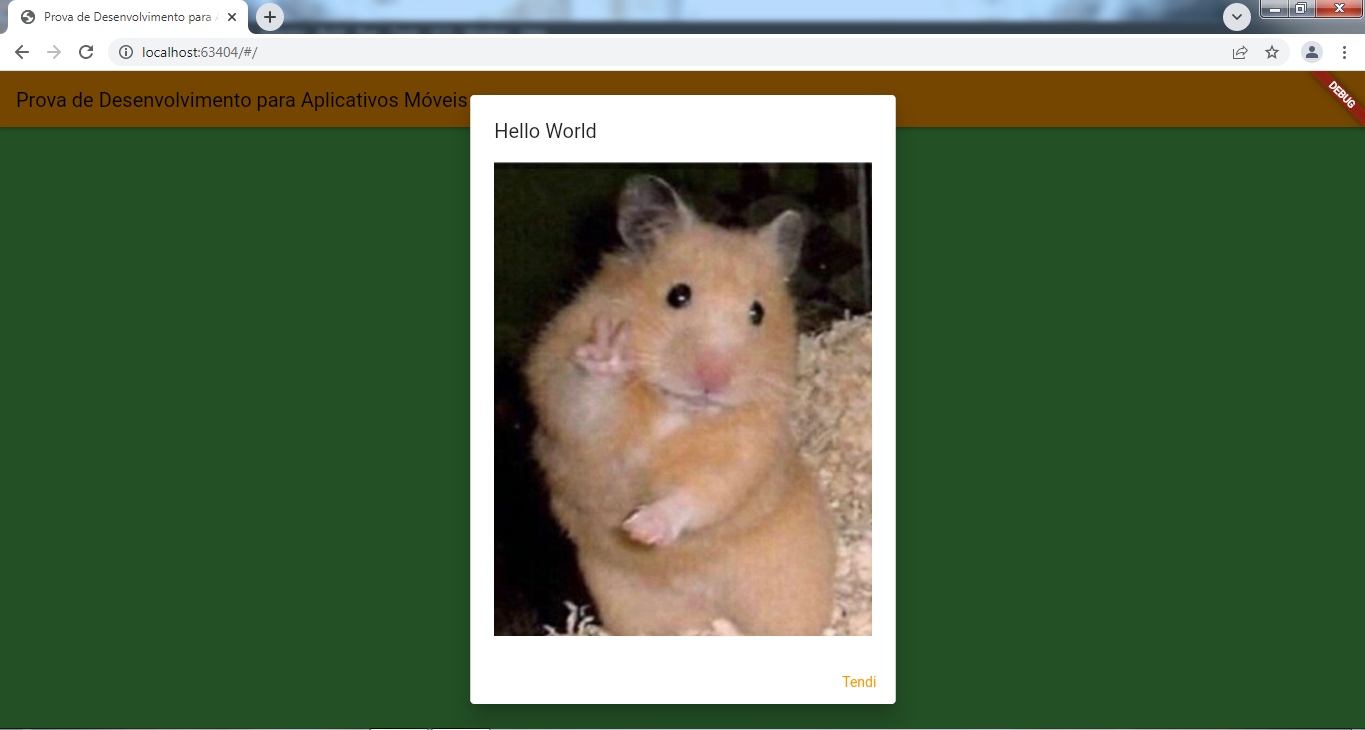 Prova de Desenvolvimento para
localhost:63404/#/
Prova de Desenvolvimento para Aplicativos Móveis
DEBUG
Hello World
Tendi